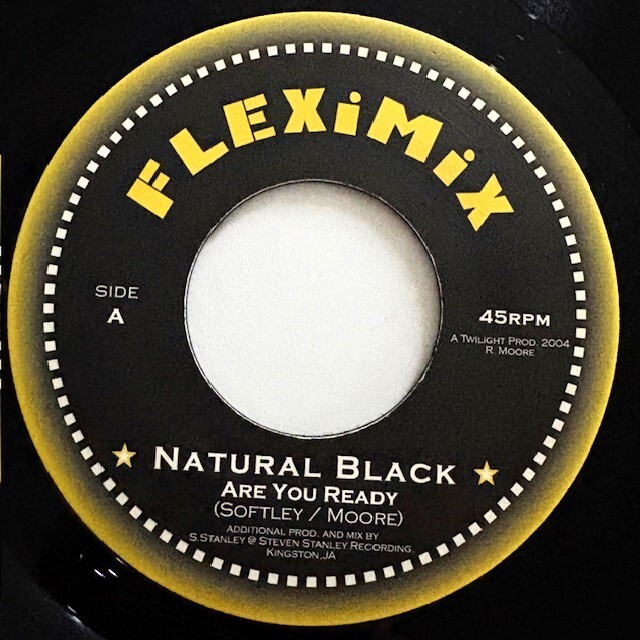 FLEXiMiX
SIDE
A
45RPM
A TWILIGHT PROD. 2004
R. MOORE
NATURAL BLACK
ARE YOU READY
(SOFTLEY / MOORE)
ADDITIONAL PROD. AND MIX BY
S.STANLEY @ STEVEN STANLEY RECORDING,
KINGSTON,JA